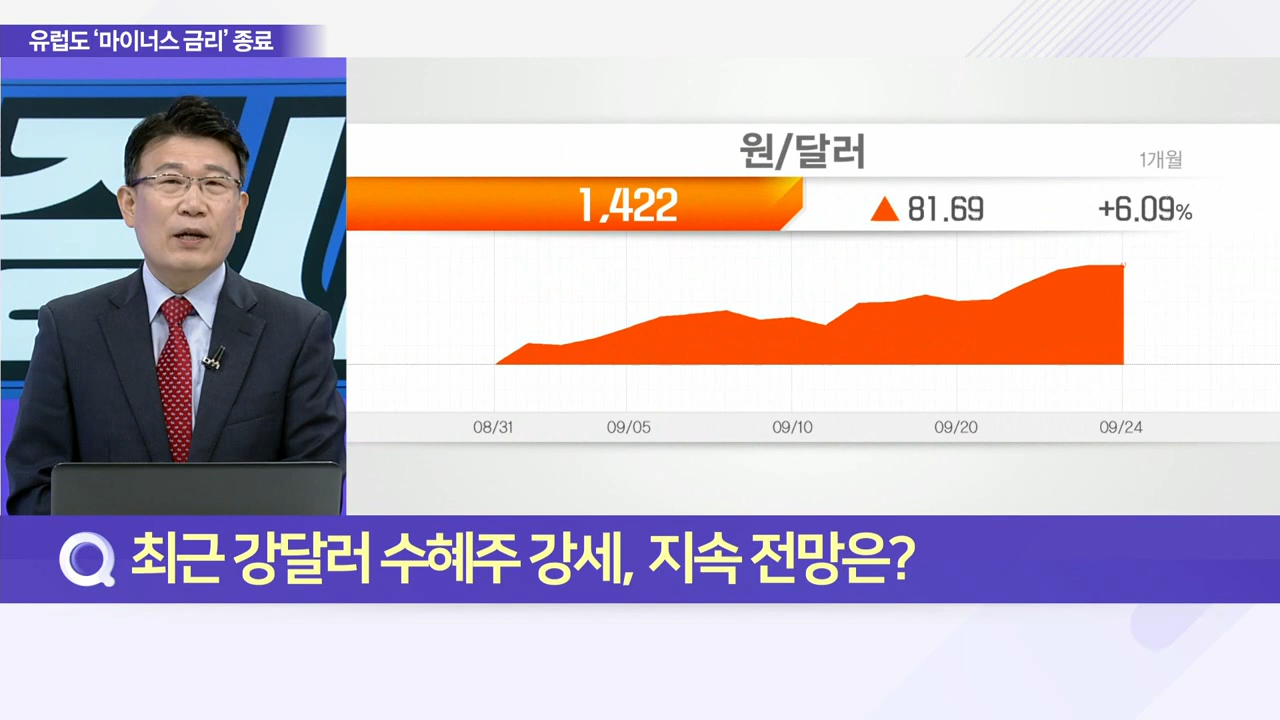 유럽도 ‘마이너스 금리’ 종료
원/달러
1개월
1,422 ▲ 81.69 +6.09%
08/31 09/05 09/10 09/20 09/24
최근 강달러 수혜주 강세, 지속 전망은?